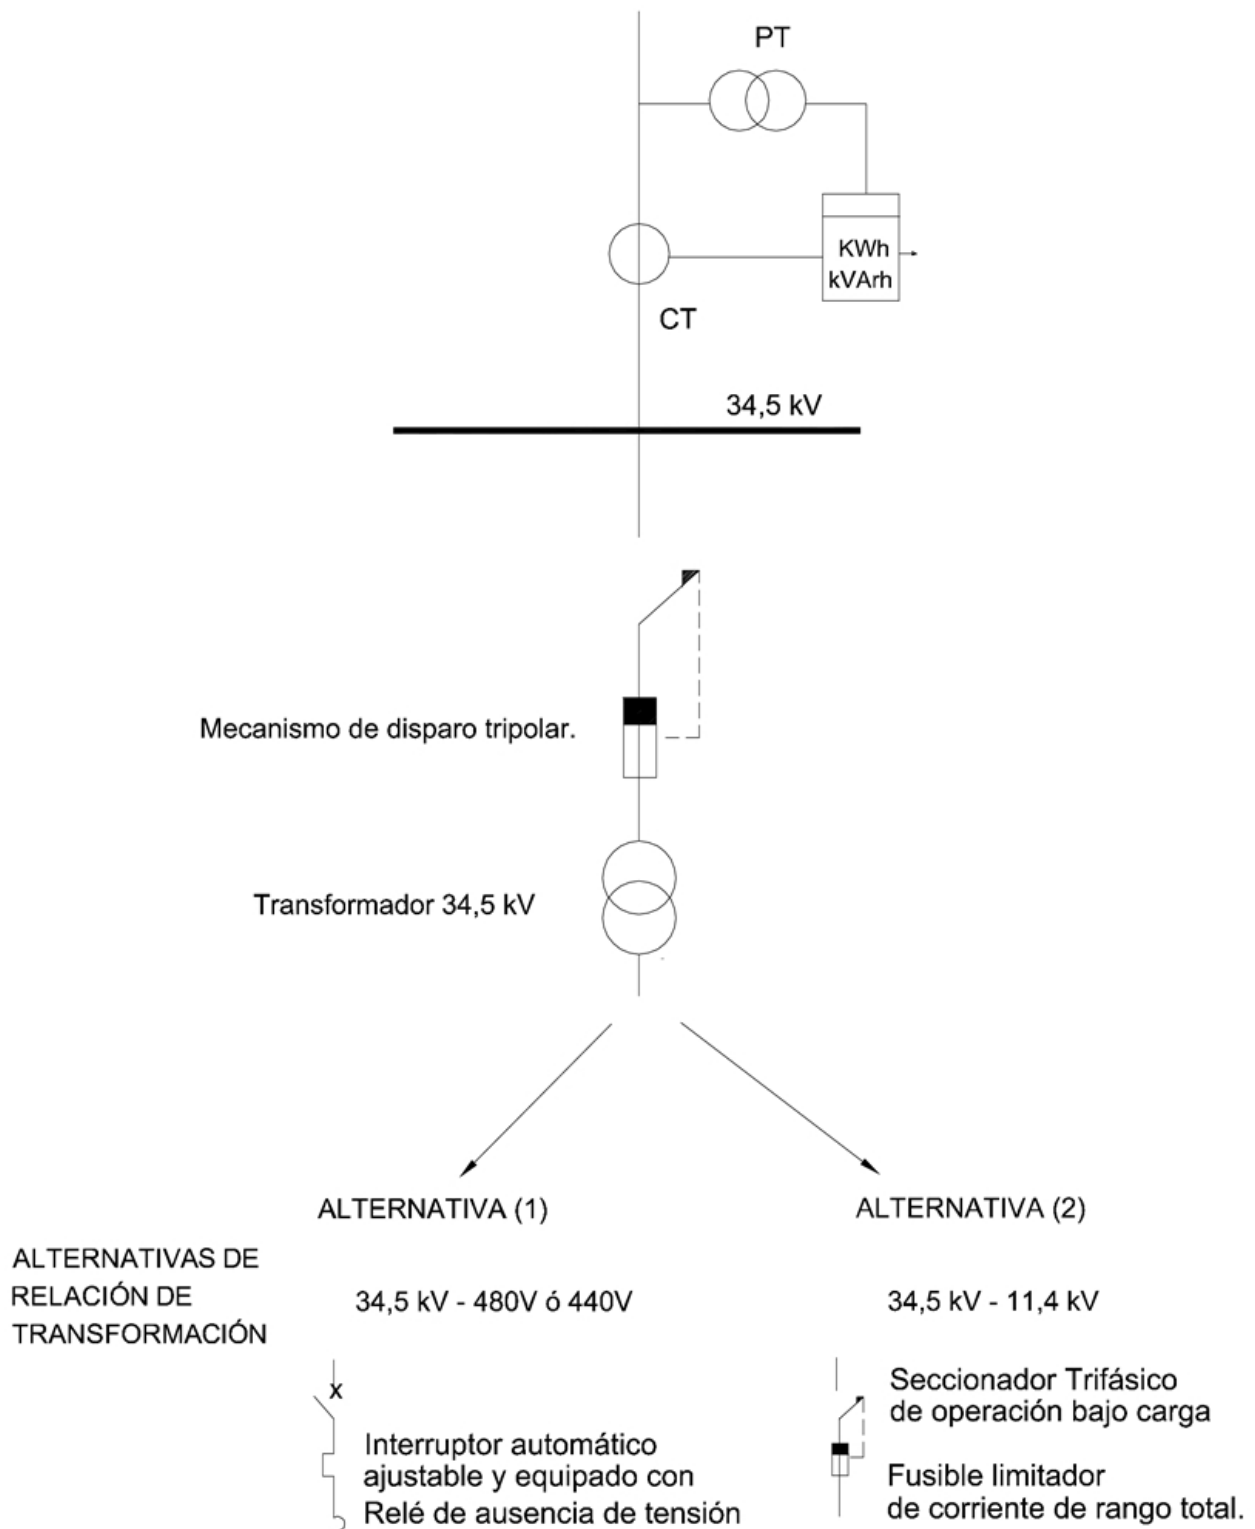 PT
KWh
kVArh
CT
34,5 kV
Mecanismo de disparo tripolar.
Transformador 34,5 kV
ALTERNATIVA (1)
ALTERNATIVA (2)
ALTERNATIVAS DE
RELACIÓN DE
TRANSFORMACIÓN
34,5 kV - 480V ó 440V
34,5 kV - 11,4 kV
x
Interruptor automático
ajustable y equipado con
Relé de ausencia de tensión
Seccionador Trifásico
de operación bajo carga
Fusible limitador
de corriente de rango total.